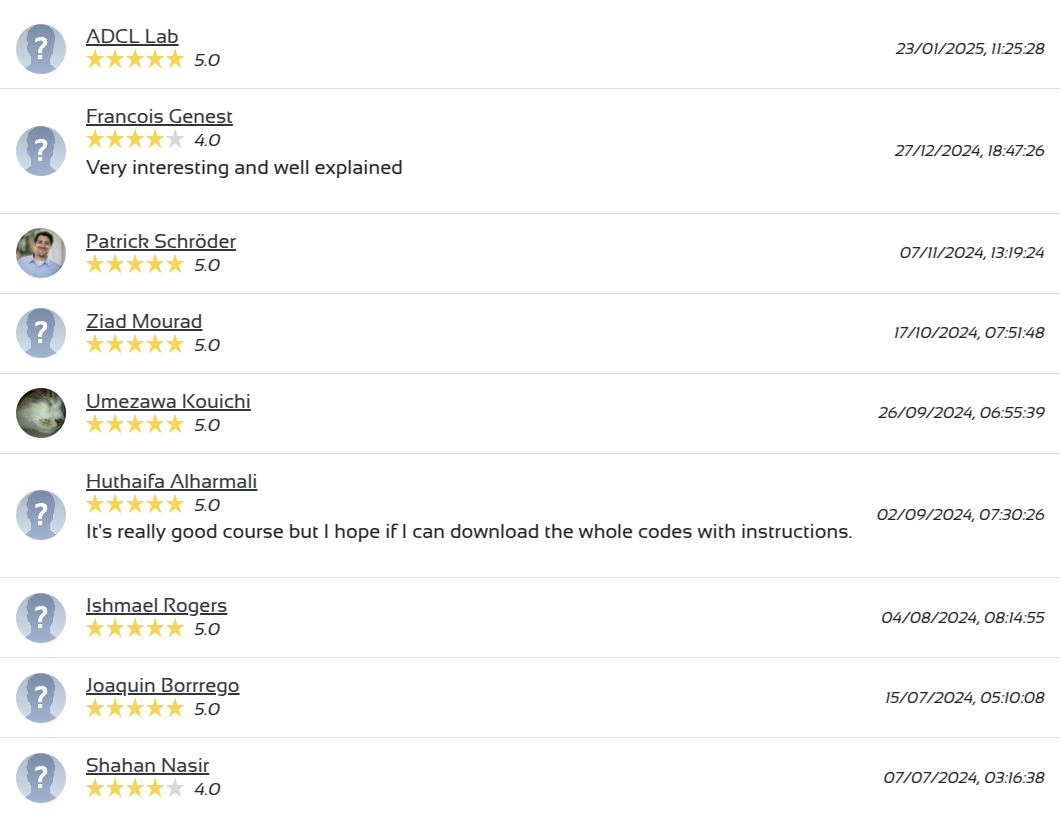 ADCL Lab
5.0
23/01/2025, 11:25:28
Francois Genest
4.0
Very interesting and well explained
27/12/2024, 18:47:26
Patrick Schröder
5.0
07/11/2024, 13:19:24
Ziad Mourad
5.0
17/10/2024, 07:51:48
Umezawa Kouichi
5.0
26/09/2024, 06:55:39
Huthaifa Alharmali
5.0
It's really good course but I hope if I can download the whole codes with instructions.
02/09/2024, 07:30:26
Ishmael Rogers
5.0
04/08/2024, 08:14:55
Joaquin Borrrego
5.0
15/07/2024, 05:10:08
Shahan Nasir
4.0
07/07/2024, 03:16:38